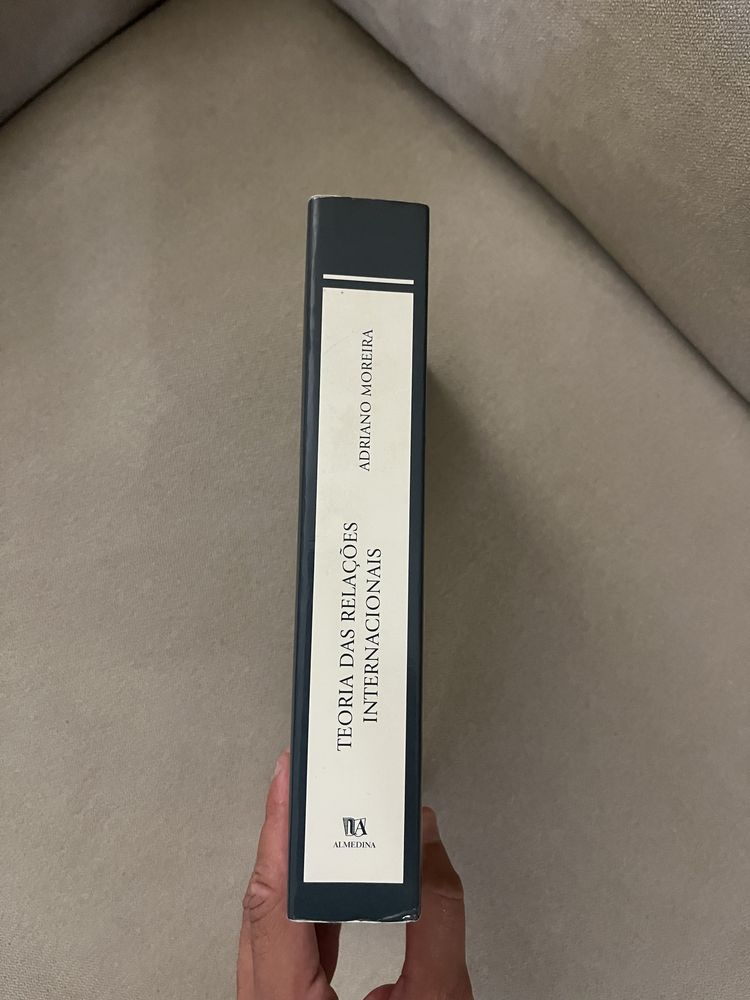 ADRIANO MOREIRA
TEORIA DAS RELAÇÕES
INTERNACIONAIS
ALMEDINA